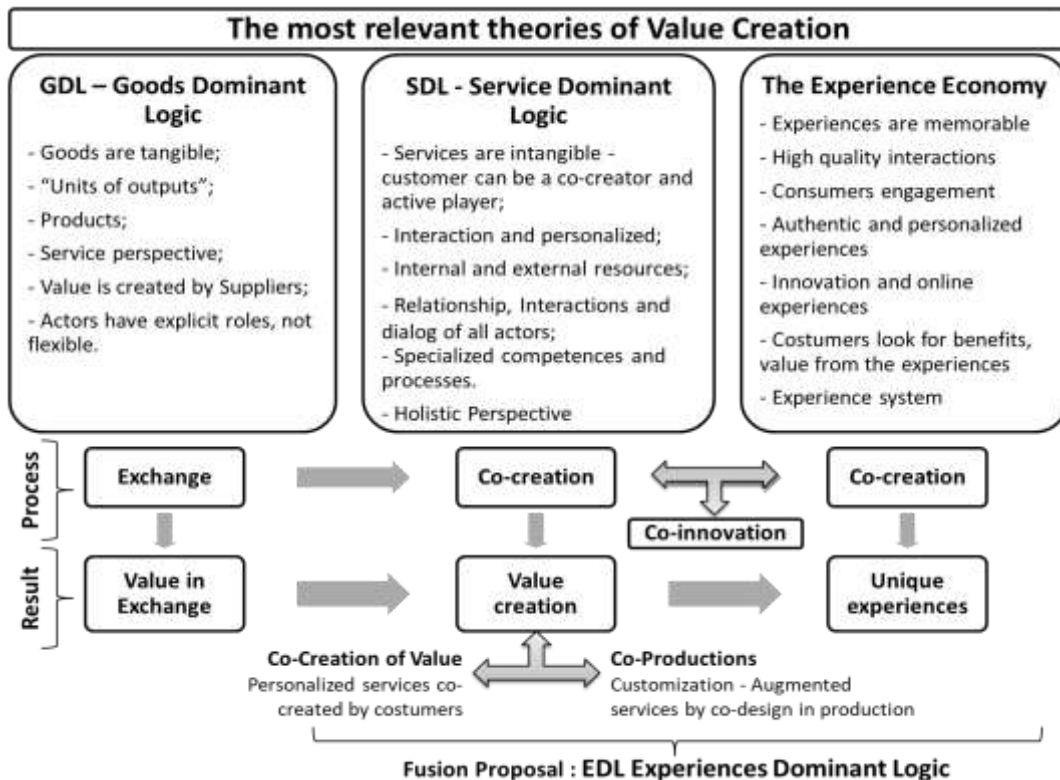 The most relevant theories of Value Creation
GDL – Goods Dominant
Logic
- Goods are tangible;
- “Units of outputs”;
- Products;
- Service perspective;
- Value is created by Suppliers;
- Actors have explicit roles, not
flexible.
SDL - Service Dominant
Logic
- Services are intangible -
customer can be a co-creator and
active player;
- Interaction and personalized;
- Internal and external resources;
- Relationship, Interactions and
dialog of all actors;
- Specialized competences and
processes.
- Holistic Perspective
The Experience Economy
- Experiences are memorable
- High quality interactions
- Consumers engagement
- Authentic and personalized
experiences
- Innovation and online
experiences
- Costumers look for benefits,
value from the experiences
- Experience system
Process
Exchange
Co-creation
Co-creation
Co-innovation
Result
Value in
Exchange
Value
creation
Unique
experiences
Co-Creation of Value
Personalized services co-
created by costumers
Co-Productions
Customization - Augmented
services by co-design in production
Fusion Proposal : EDL Experiences Dominant Logic